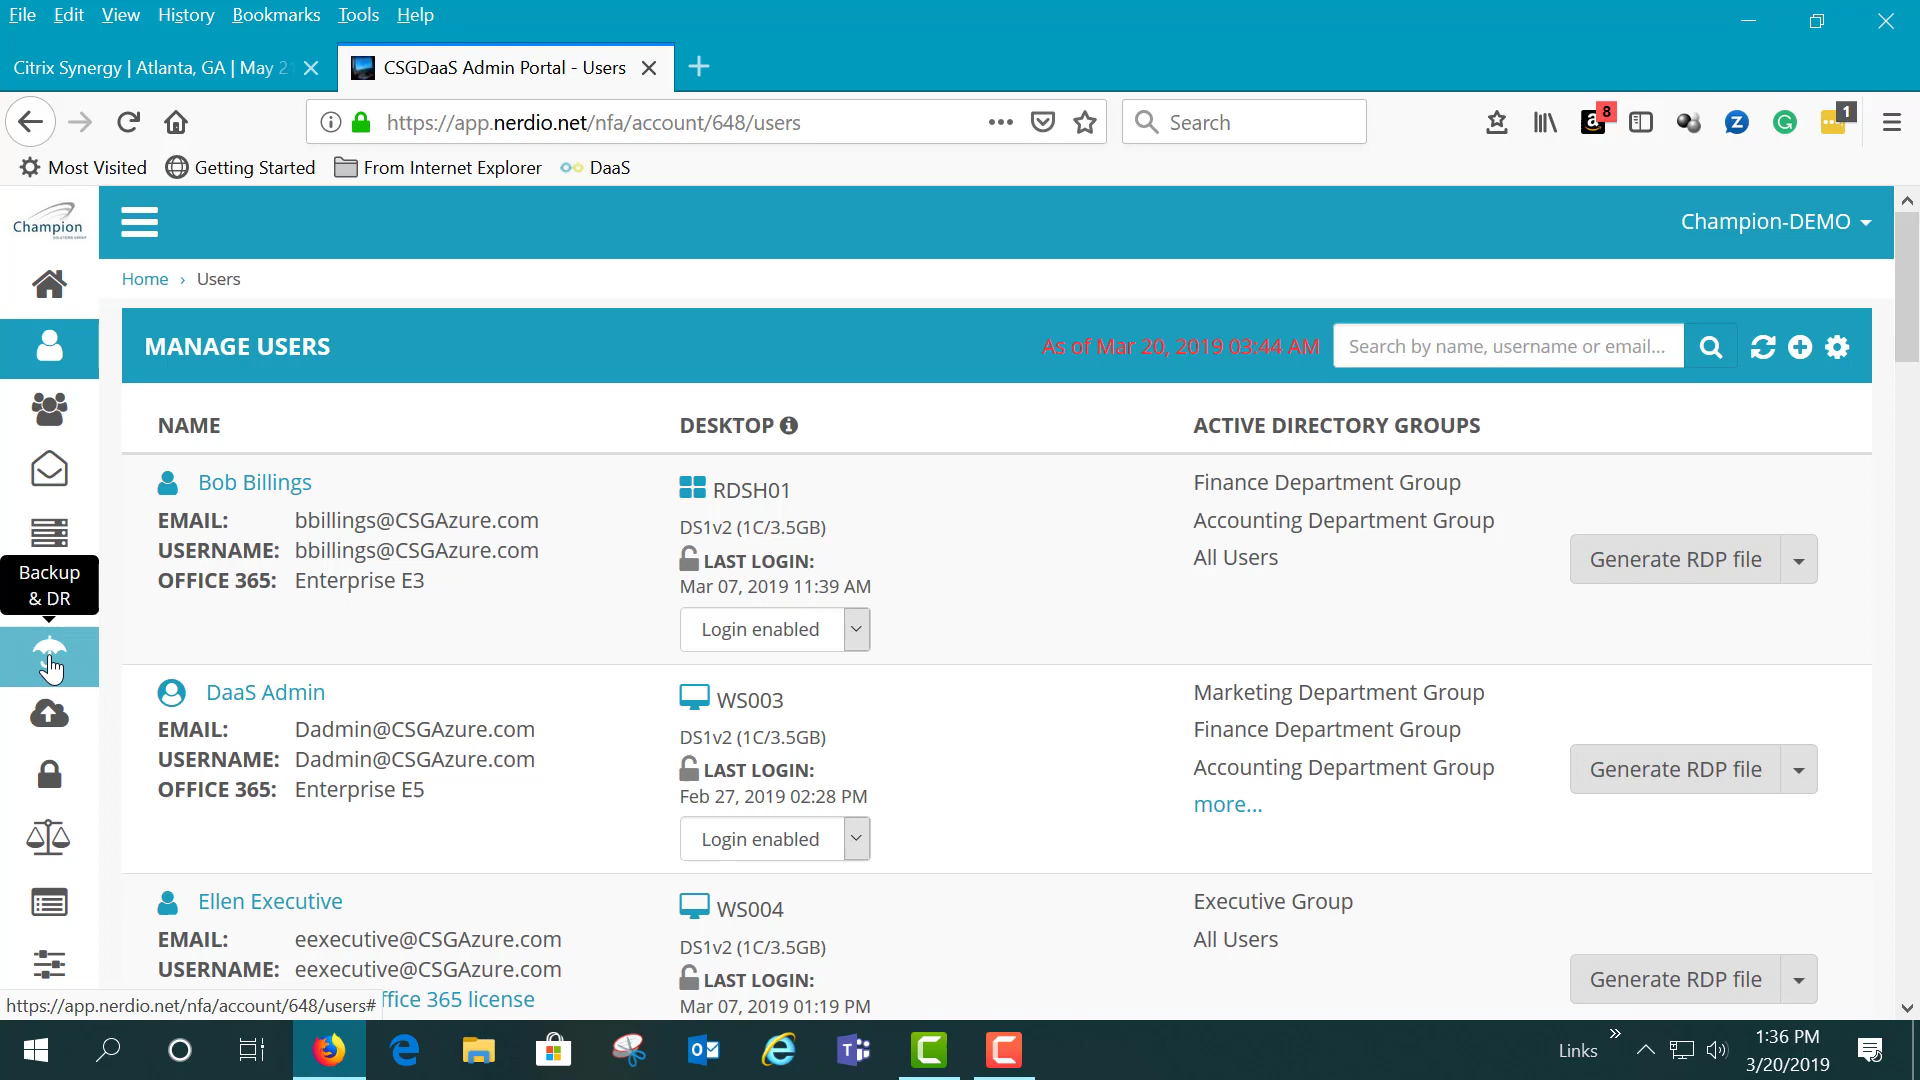 File Edit View History Bookmarks Tools Help
Citrix Synergy | Atlanta, GA | May 2
CSGDaaS Admin Portal - Users
https://app.nerdio.net/nfa/account/648/users
Search
8
1
Most Visited Getting Started From Internet Explorer DaaS
Champion
Champion-DEMO
Home › Users
MANAGE USERS
As of Mar 20, 2019 03:44 AM
Search by name, username or email...
NAME DESKTOP ACTIVE DIRECTORY GROUPS
Bob Billings
EMAIL: bbillings@CSGAzure.com
USERNAME: bbillings@CSGAzure.com
OFFICE 365: Enterprise E3
RDSH01
DS1v2 (1C/3.5GB)
LAST LOGIN:
Mar 07, 2019 11:39 AM
Login enabled
Finance Department Group
Accounting Department Group
All Users
Generate RDP file
Backup
& DR
DaaS Admin
EMAIL: Dadmin@CSGAzure.com
USERNAME: Dadmin@CSGAzure.com
OFFICE 365: Enterprise E5
WS003
DS1v2 (1C/3.5GB)
LAST LOGIN:
Feb 27, 2019 02:28 PM
Login enabled
Marketing Department Group
Finance Department Group
Accounting Department Group
more...
Generate RDP file
Ellen Executive
EMAIL: eexecutive@CSGAzure.com
USERNAME: eexecutive@CSGAzure.com
ffice 365 license
WS004
DS1v2 (1C/3.5GB)
LAST LOGIN:
Mar 07, 2019 01:19 PM
Executive Group
All Users
Generate RDP file
https://app.nerdio.net/nfa/account/648/users#
Links
1:36 PM
3/20/2019